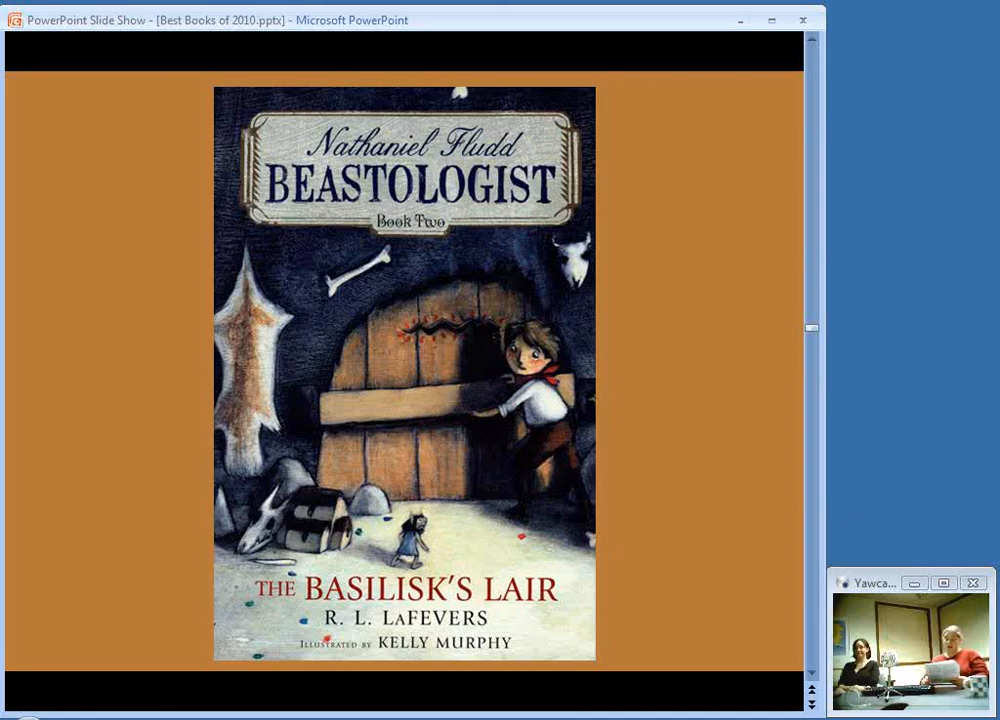 PowerPoint Slide Show - [Best Books of 2010.pptx] - Microsoft PowerPoint
Nathaniel Fludd
BEASTOLOGIST
Book Two
THE BASILISK'S LAIR
R. L. LAFEVERS
ILLUSTRATED BY KELLY MURPHY
Yawca...